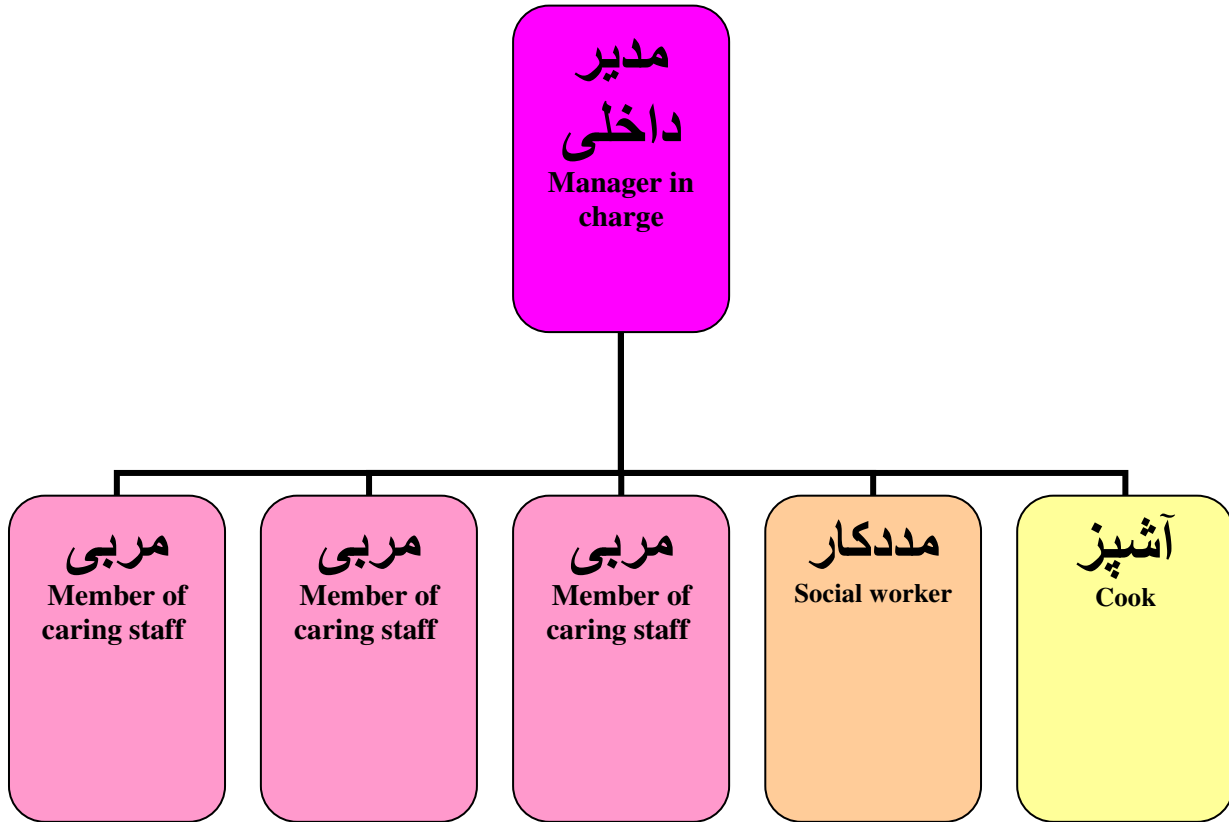 مدیر
داخلی
Manager in
charge
مربی
Member of
caring staff
مربی
Member of
caring staff
مربی
Member of
caring staff
مددکار
Social worker
آشپز
Cook